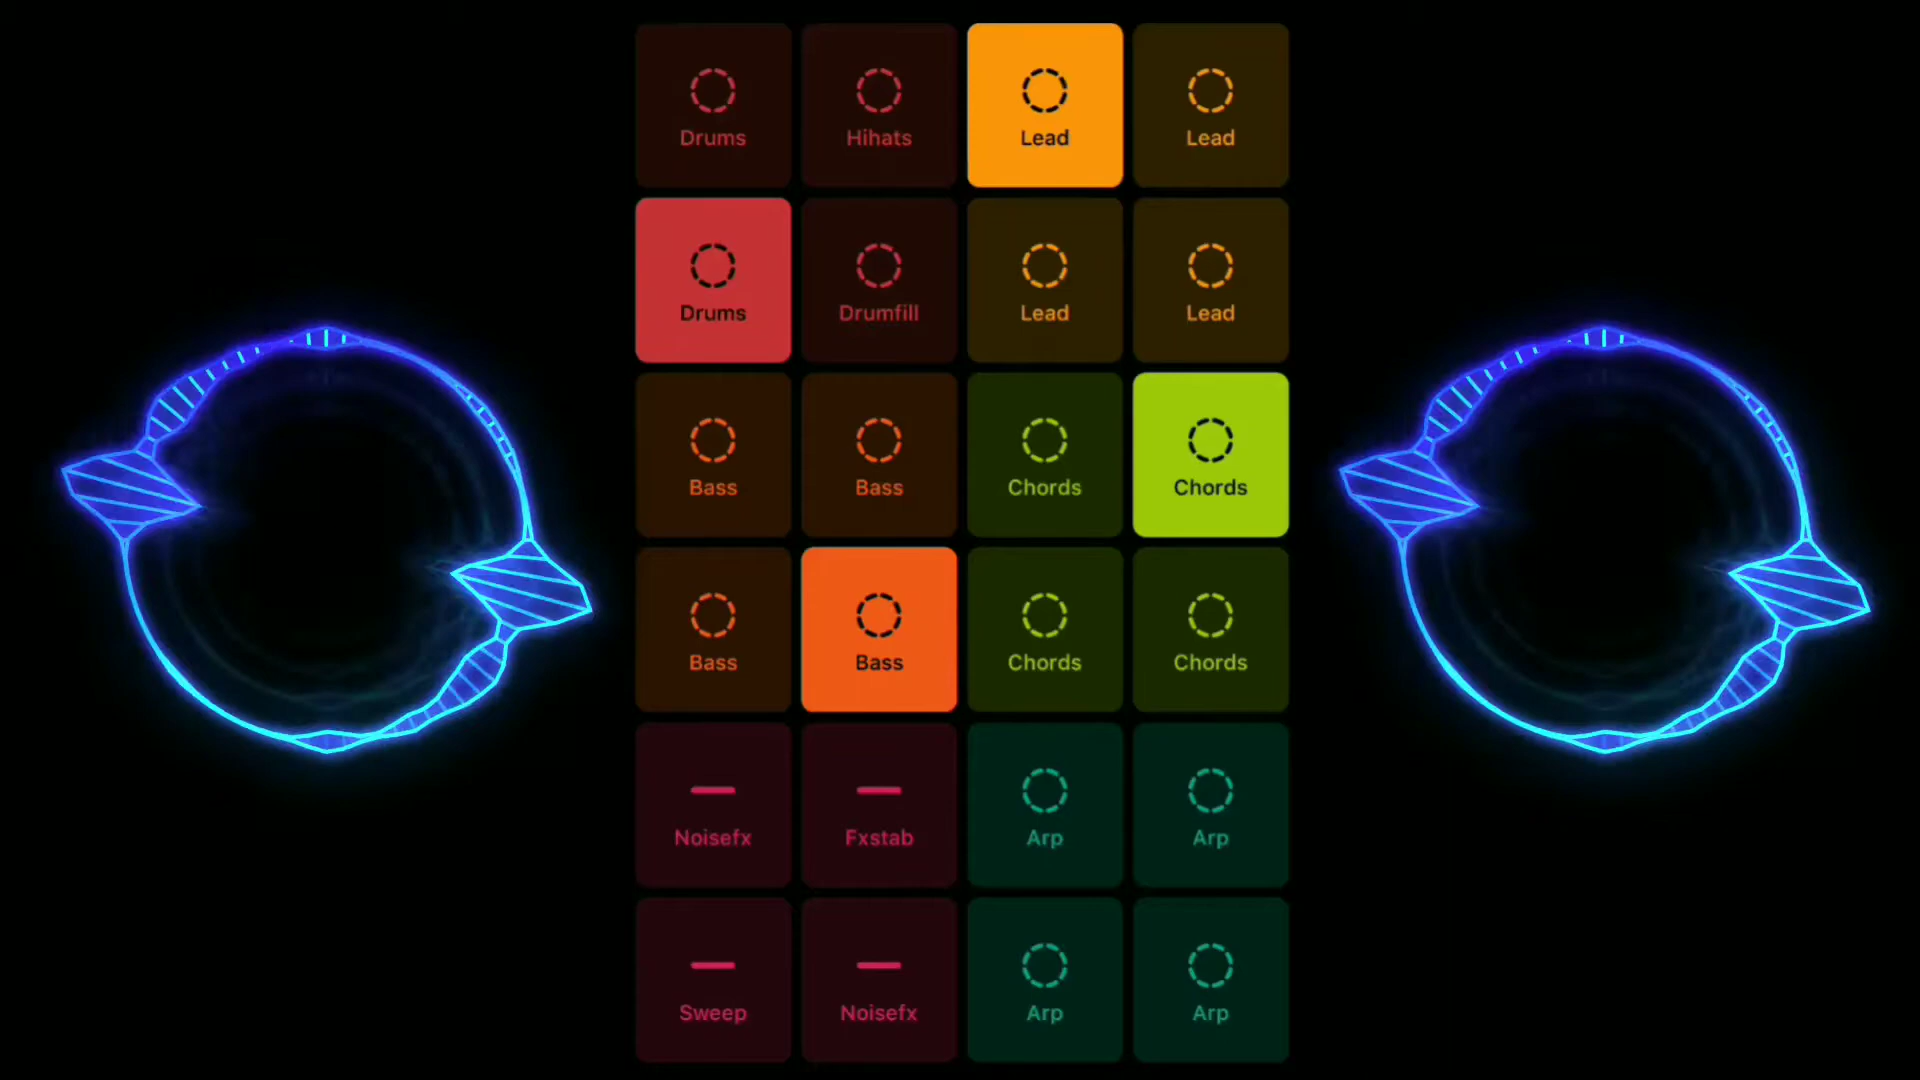 Drums Hihats Lead Lead
Drums Drumfill Lead Lead
Bass Bass Chords Chords
Bass Bass Chords Chords
Noisefx Fxstab Arp Arp
Sweep Noisefx Arp Arp